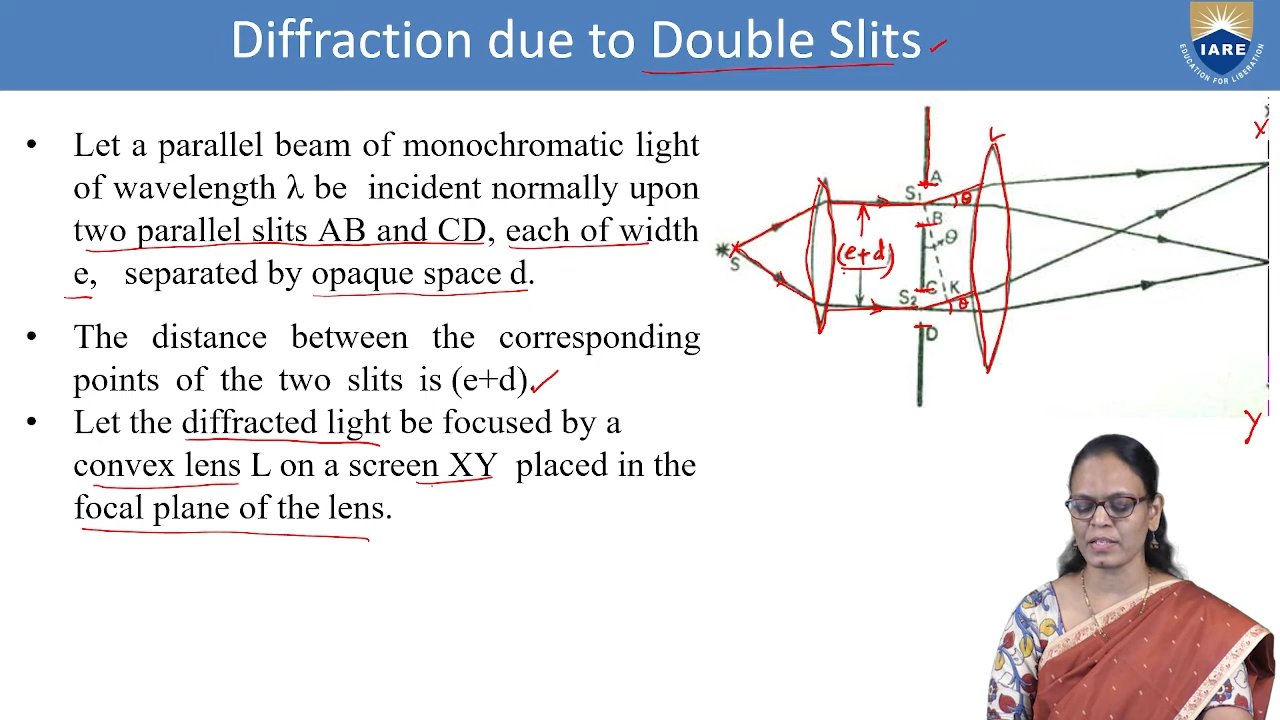 Diffraction due to Double Slits
IARE
EDUCATION FOR LIBERATION
• Let a parallel beam of monochromatic light
of wavelength λ be incident normally upon
two parallel slits AB and CD, each of width
e, separated by opaque space d.
• The distance between the corresponding
points of the two slits is (e+d).
• Let the diffracted light be focused by a
convex lens L on a screen XY placed in the
focal plane of the lens.
X
L
A
S1
θ
B
S
(e+d)
θ
C
K
S2
θ
D
Y